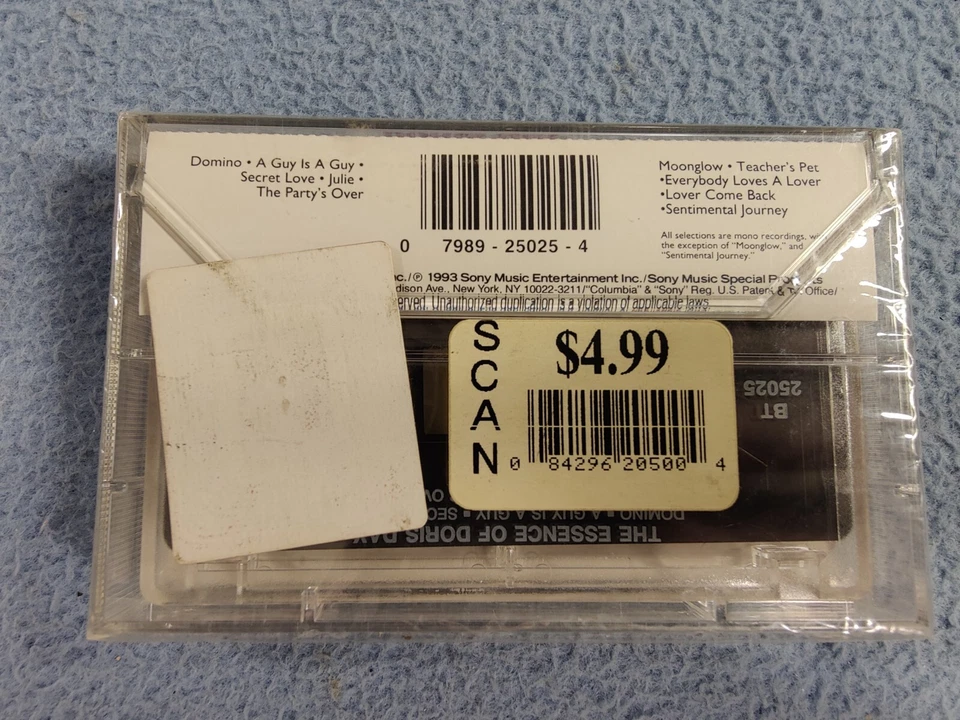 Domino • A Guy Is A Guy •
Secret Love • Julie •
The Party's Over
0 7989 - 25025 - 4
Moonglow • Teacher's Pet
•Everybody Loves A Lover
•Lover Come Back
•Sentimental Journey
All selections are mono recordings,
the exception of "Moonglow," and
"Sentimental Journey."
℗ 1993 Sony Music Entertainment Inc./Sony Music Special
Ave., New York, NY 10022-3211/"Columbia" & "Sony" Reg. U.S. Patent & Office/
Unauthorized duplication is a violation of applicable laws.
SCAN
$4.99
0 84296 20500 4
BT
25025
DOMINO ▪ A GUY IS A GUY ▪
THE ESSENCE OF DORIS DAY